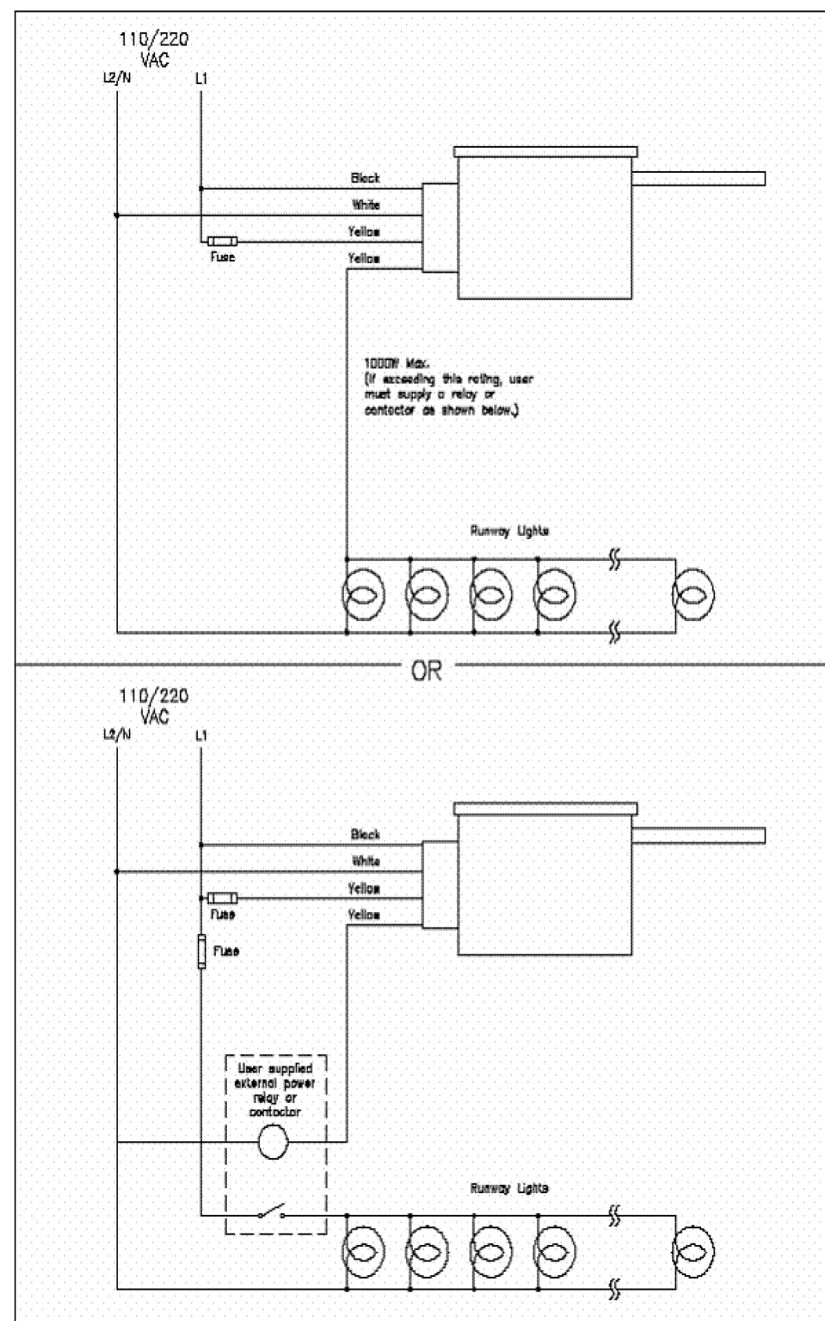 110/220
VAC
L2/N
L1
Black
White
Yellow
Fuse
Yellow
1000W Max.
(If exceeding this rating, user
must supply a relay or
contactor as shown below.)
Runway Lights
OR
110/220
VAC
L2/N
L1
Black
White
Yellow
Fuse
Yellow
Fuse
User supplied
external power
relay or
contactor
Runway Lights